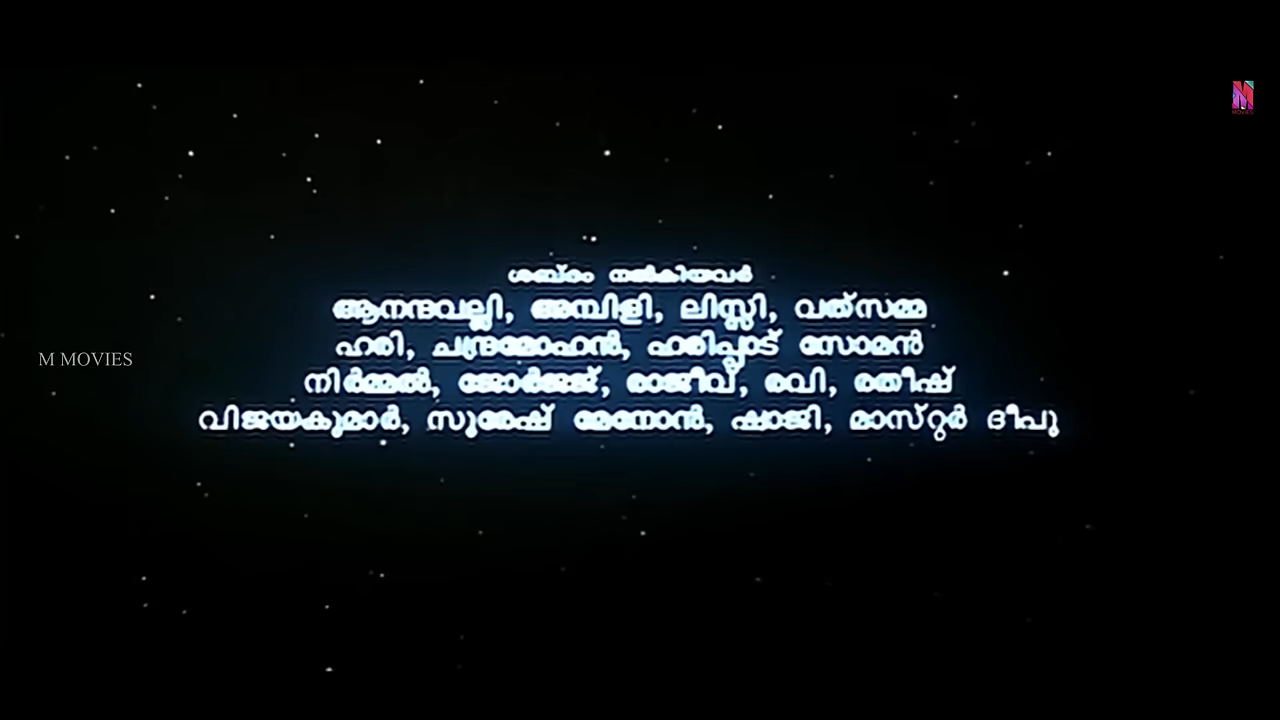 ശബ്ദം നൽകിയവർ
ആനന്ദവല്ലി, അമ്പിളി, ലിസ്സി, വത്സമ്മ
ഹരി, ചന്ദ്രമോഹൻ, ഹരിപ്പാട് സോമൻ
നിർമ്മൽ, ജോർജ്ജ്, രാജീവ്, രവി, രതീഷ്
വിജയകുമാർ, സുരേഷ് മേനോൻ, ഷാജി, മാസ്റ്റർ ദീപു
M MOVIES
M
MOVIES